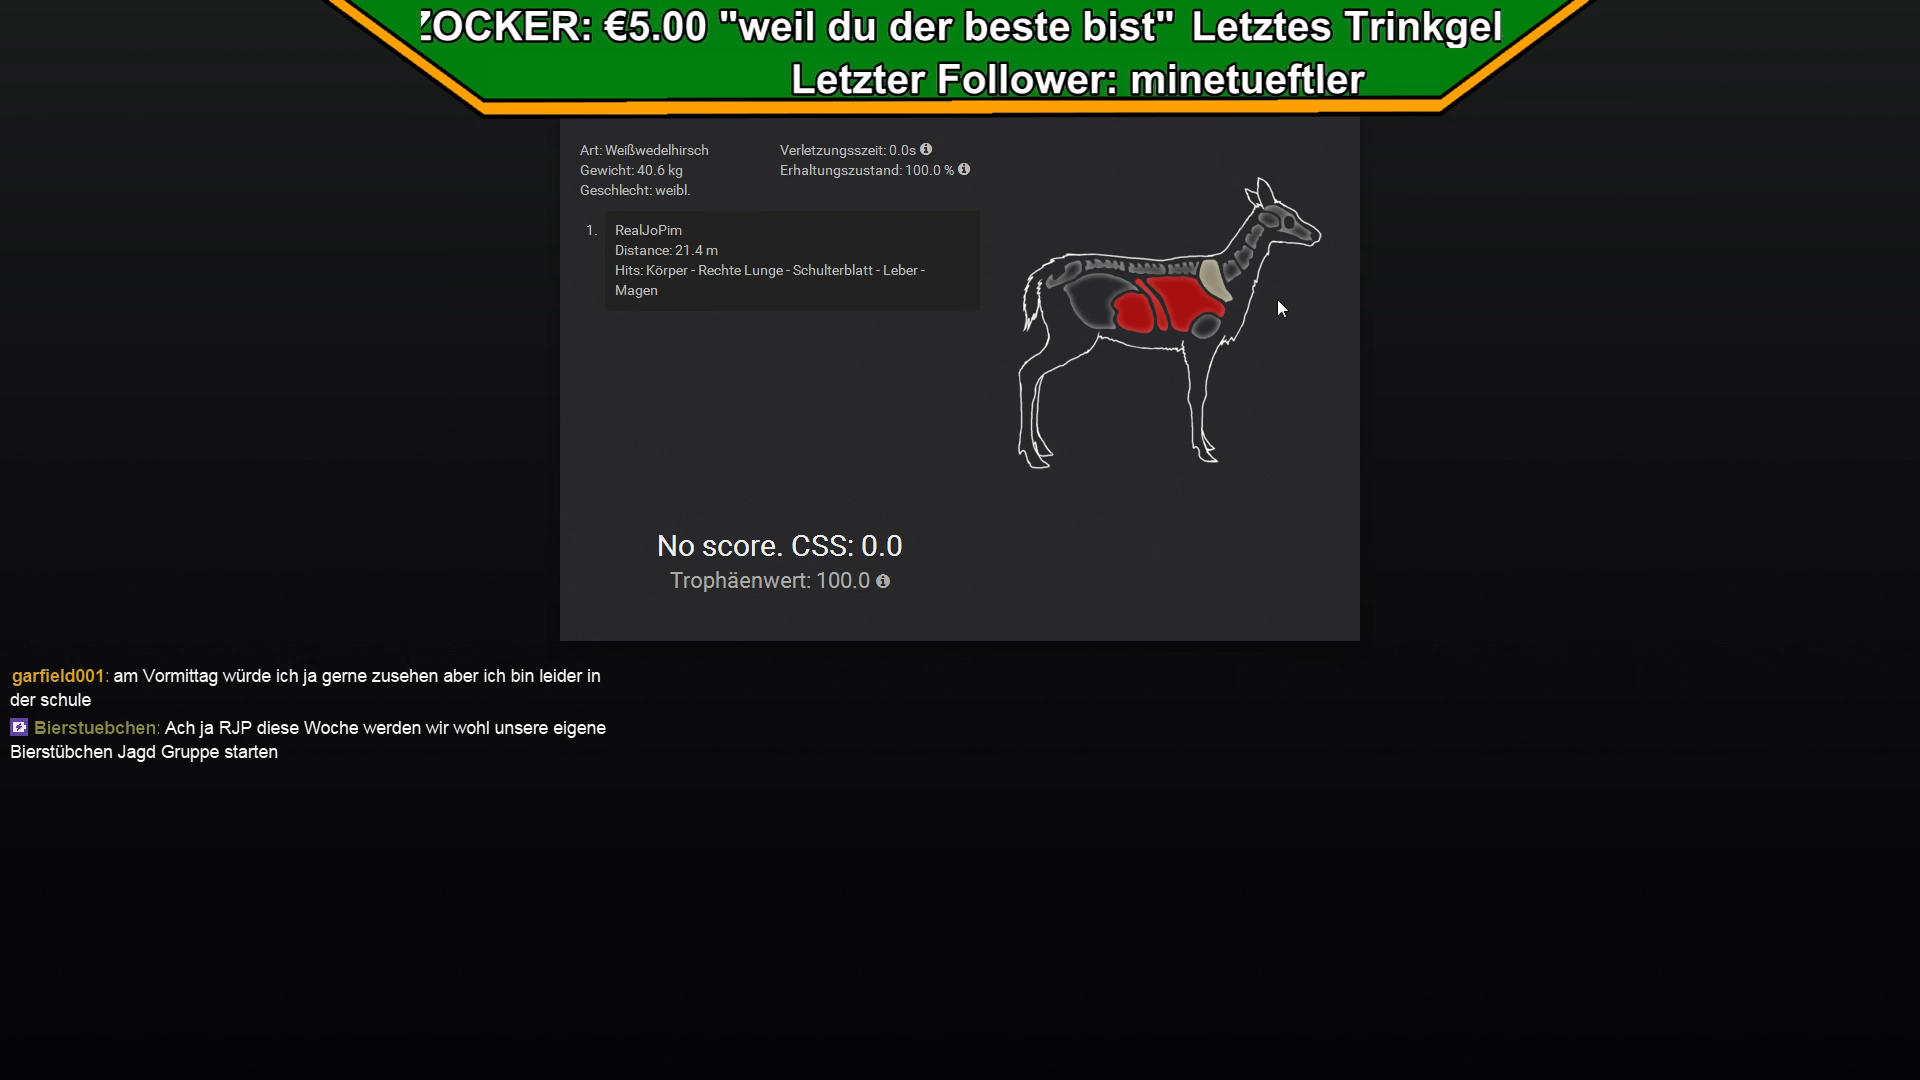 ZOCKER: €5.00 "weil du der beste bist" Letztes Trinkgel
Letzter Follower: minetueftler
Art: Weißwedelhirsch
Gewicht: 40.6 kg
Geschlecht: weibl.
Verletzungsszeit: 0.0s
Erhaltungszustand: 100.0 %
1. RealJoPim
Distance: 21.4 m
Hits: Körper - Rechte Lunge - Schulterblatt - Leber -
Magen
No score. CSS: 0.0
Trophäenwert: 100.0
garfield001: am Vormittag würde ich ja gerne zusehen aber ich bin leider in
der schule
Bierstuebchen: Ach ja RJP diese Woche werden wir wohl unsere eigene
Bierstübchen Jagd Gruppe starten